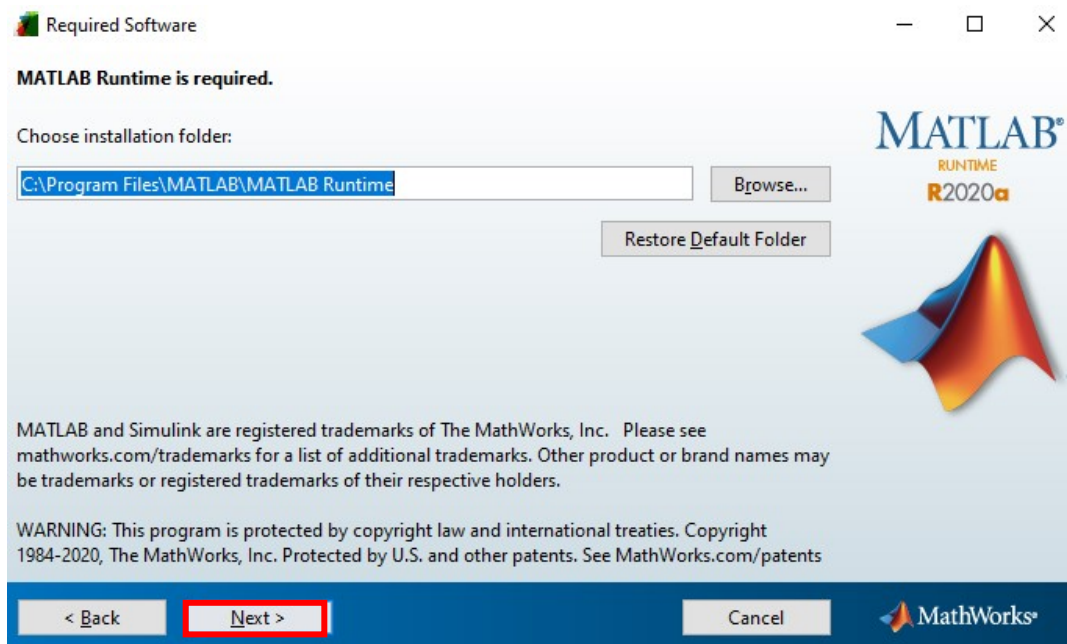 Required Software
MATLAB Runtime is required.
Choose installation folder:
C:\Program Files\MATLAB\MATLAB Runtime
Browse...
Restore Default Folder
MATLAB®
RUNTIME
R2020a
MATLAB and Simulink are registered trademarks of The MathWorks, Inc. Please see
mathworks.com/trademarks for a list of additional trademarks. Other product or brand names may
be trademarks or registered trademarks of their respective holders.
WARNING: This program is protected by copyright law and international treaties. Copyright
1984-2020, The MathWorks, Inc. Protected by U.S. and other patents. See MathWorks.com/patents
< Back
Next >
Cancel
MathWorks®